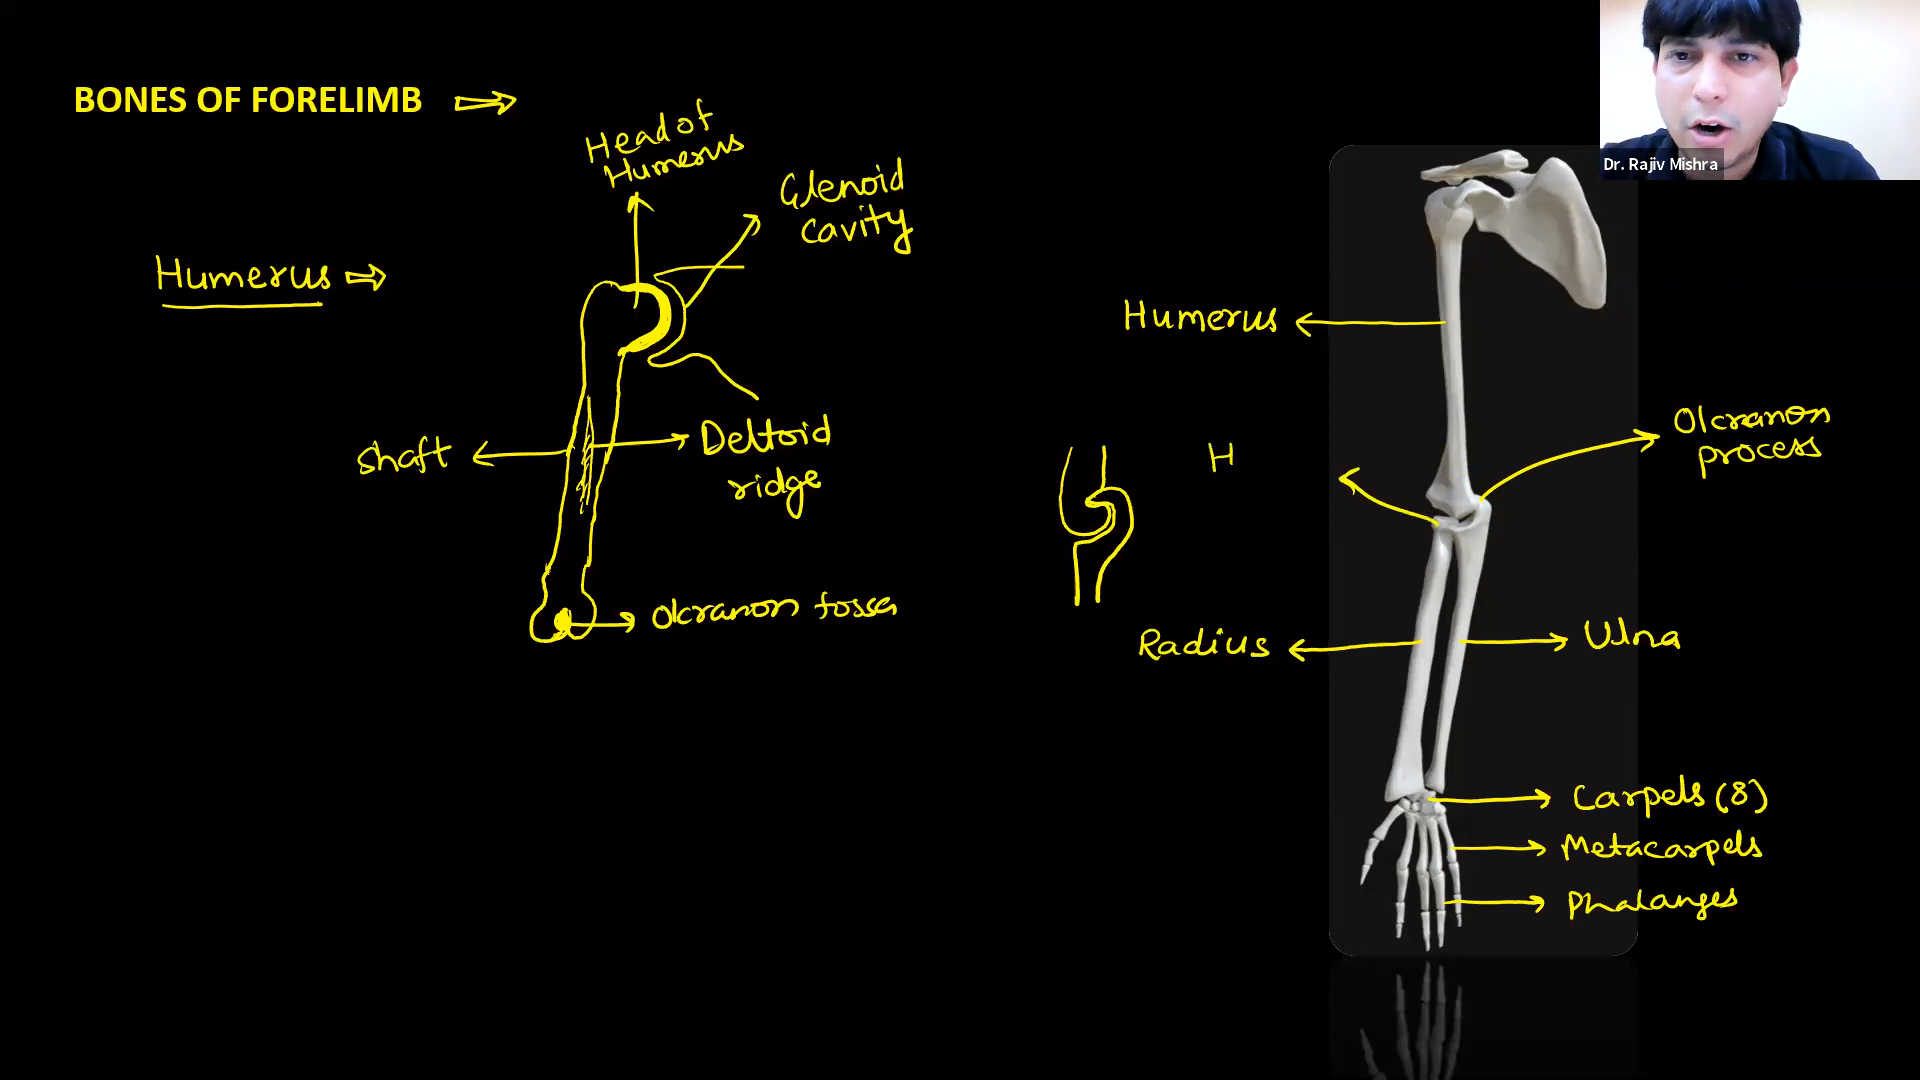 BONES OF FORELIMB
Dr. Rajiv Mishra
Head of
Humerus
Glenoid
cavity
Humerus
Humerus
shaft
Deltoid
ridge
H
Olcranon
process
Olcranon fossa
Radius
Ulna
Carpels (8)
Metacarpels
Phalanges